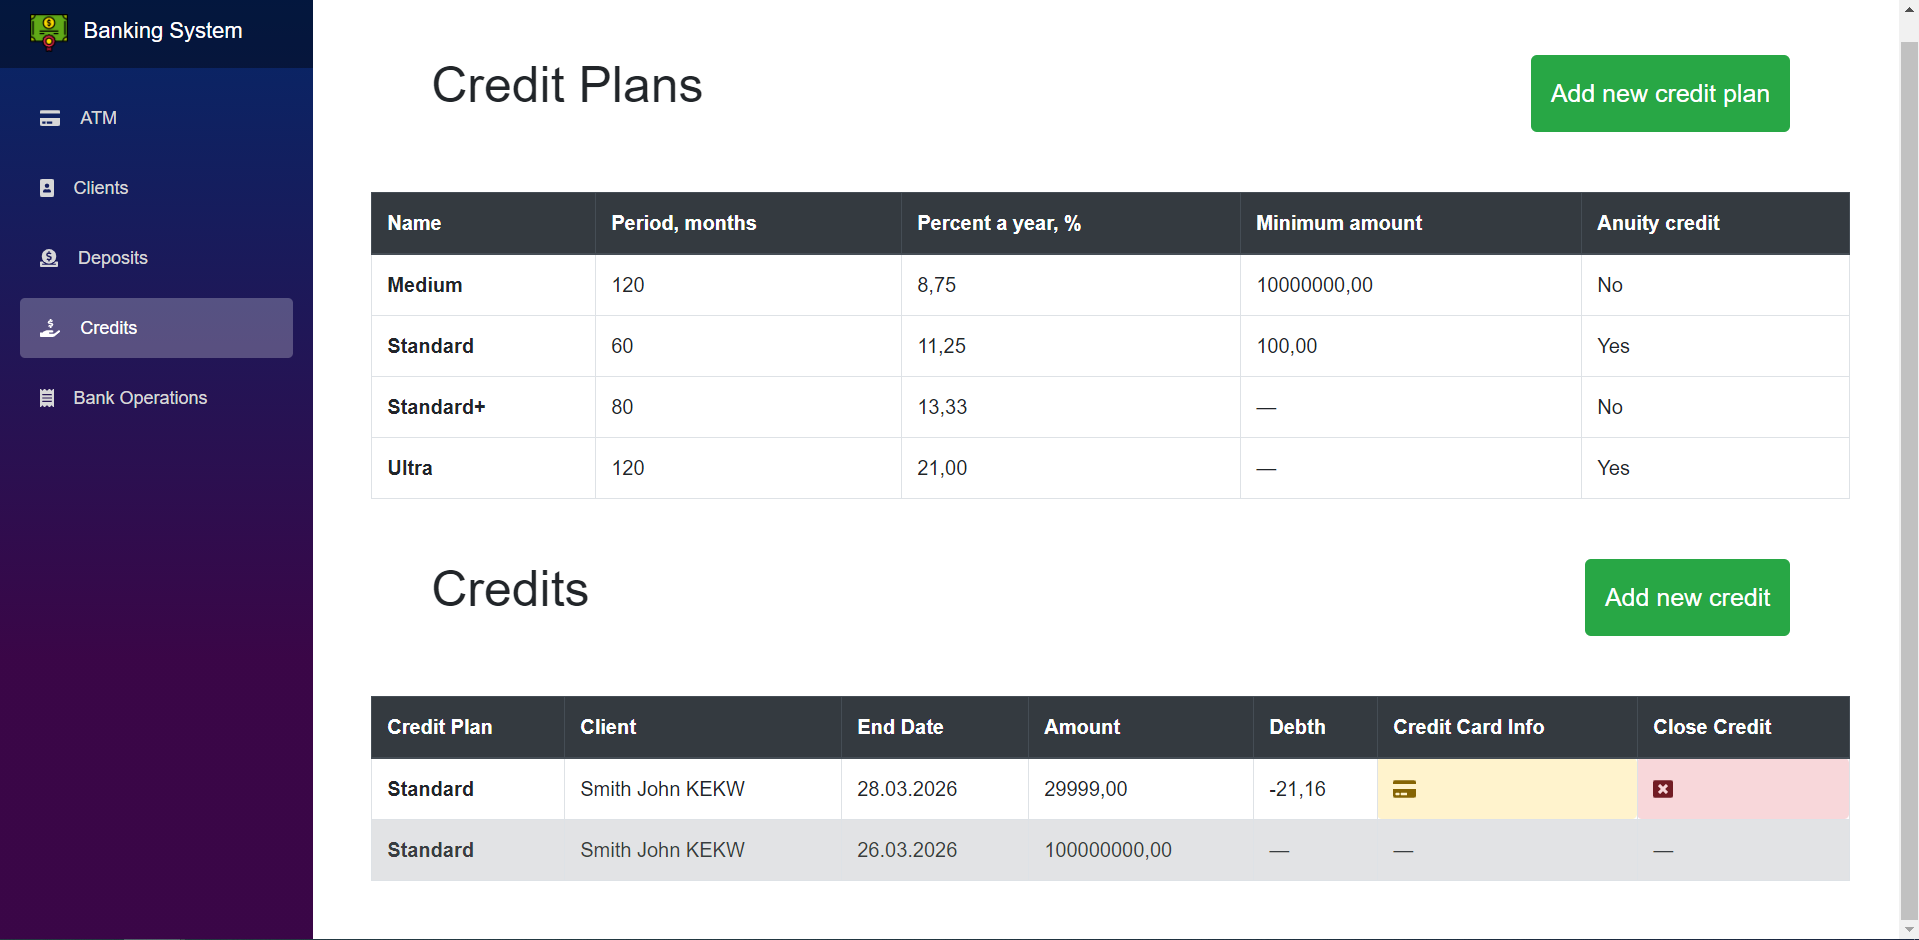 Banking System
ATM
Clients
Deposits
Credits
Bank Operations
Credit Plans
Add new credit plan
Name Period, months Percent a year, % Minimum amount Anuity credit
Medium 120 8,75 10000000,00 No
Standard 60 11,25 100,00 Yes
Standard+ 80 13,33 — No
Ultra 120 21,00 — Yes
Credits
Add new credit
Credit Plan Client End Date Amount Debth Credit Card Info Close Credit
Standard Smith John KEKW 28.03.2026 29999,00 -21,16
Standard Smith John KEKW 26.03.2026 100000000,00 — — —